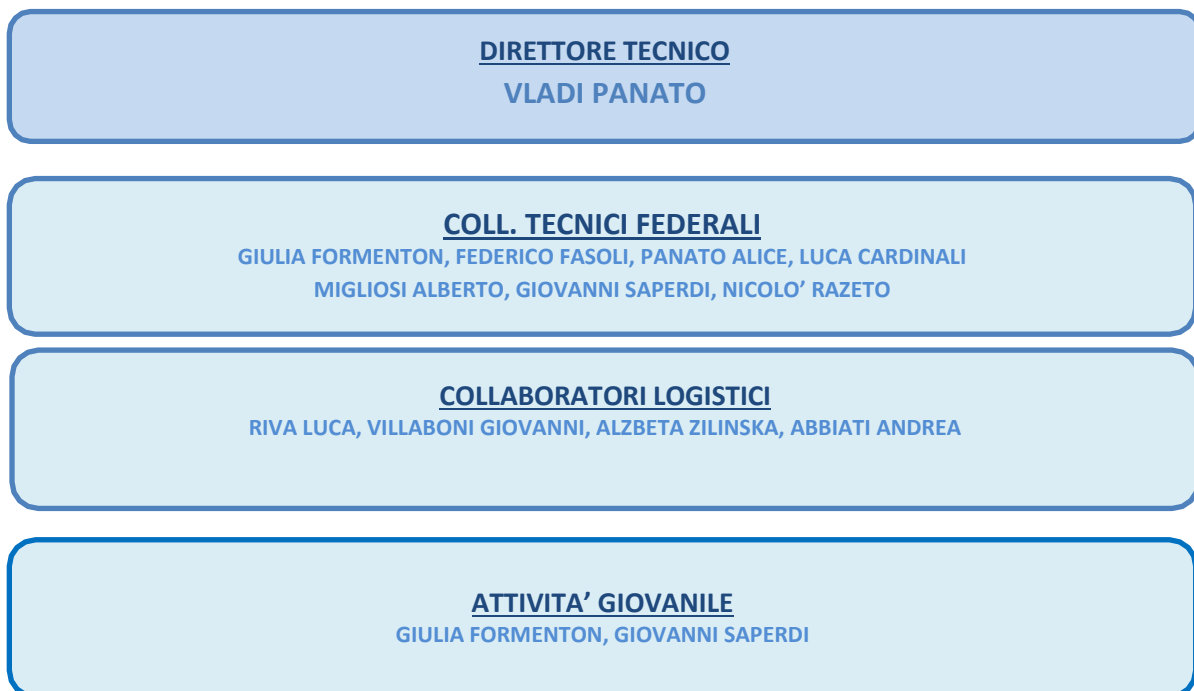 DIRETTORE TECNICO
VLADI PANATO
COLL. TECNICI FEDERALI
GIULIA FORMENTON, FEDERICO FASOLI, PANATO ALICE, LUCA CARDINALI
MIGLIOSI ALBERTO, GIOVANNI SAPERDI, NICOLO’ RAZETO
COLLABORATORI LOGISTICI
RIVA LUCA, VILLABONI GIOVANNI, ALZBETA ZILINSKA, ABBIATI ANDREA
ATTIVITA’ GIOVANILE
GIULIA FORMENTON, GIOVANNI SAPERDI